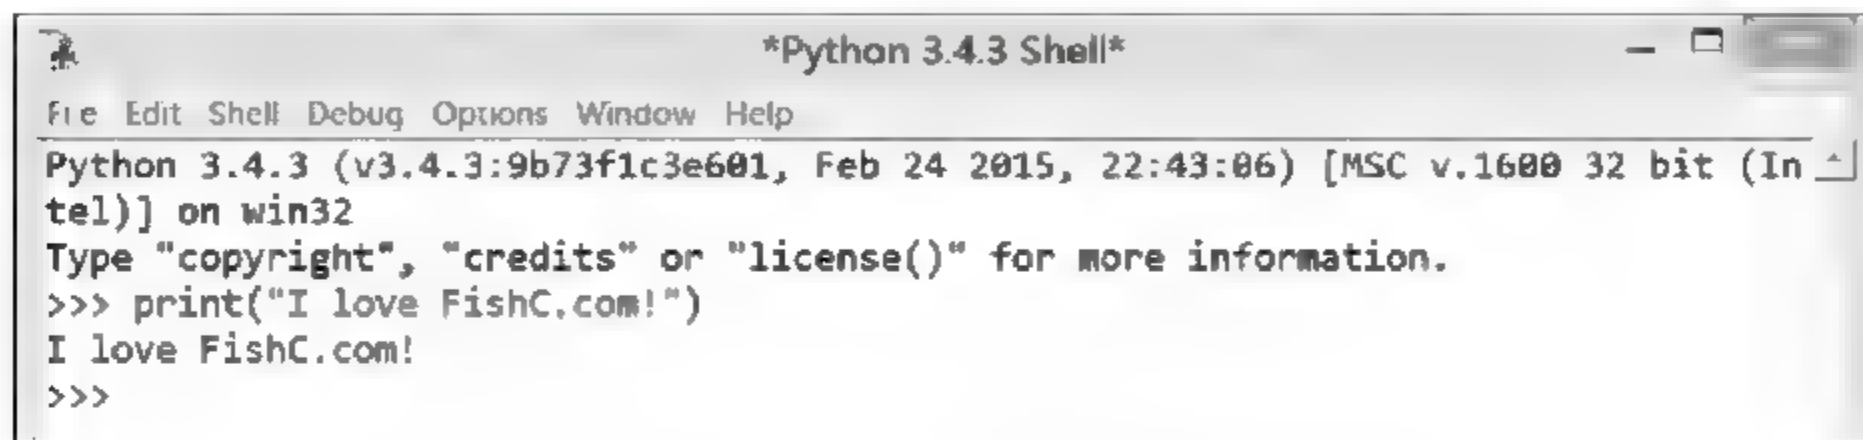 *Python 3.4.3 Shell*
File Edit Shell Debug Options Window Help
Python 3.4.3 (v3.4.3:9b73f1c3e601, Feb 24 2015, 22:43:06) [MSC v.1600 32 bit (In
tel)] on win32
Type "copyright", "credits" or "license()" for more information.
>>> print("I love FishC.com!")
I love FishC.com!
>>>